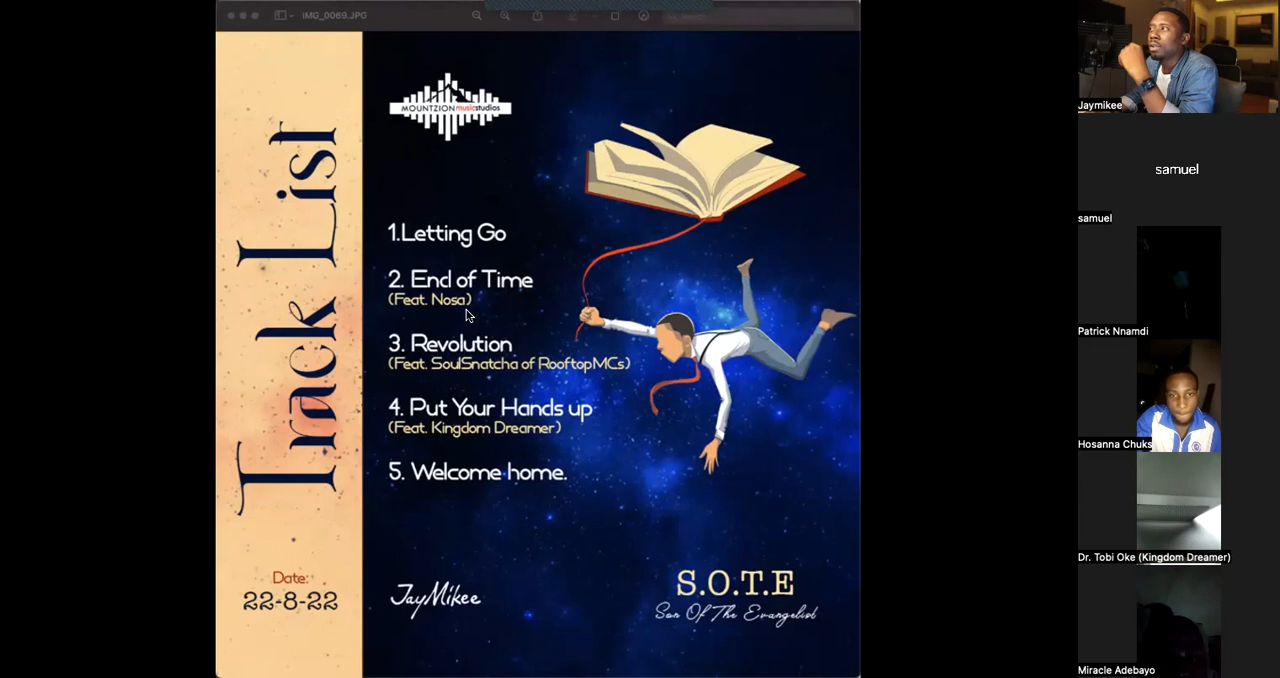 IMG_0069.JPG
MOUNTZION musicstudios
Track List
1.Letting Go
2. End of Time
(Feat. Nosa)
3. Revolution
(Feat. SoulSnatcha of RooftopMCs)
4. Put Your Hands up
(Feat. Kingdom Dreamer)
5. Welcome home.
Date:
22-8-22
JayMikee
S.O.T.E
Son Of The Evangelist
Jaymikee
samuel
samuel
Patrick Nnamdi
Hosanna Chuks
Dr. Tobi Oke (Kingdom Dreamer)
Miracle Adebayo